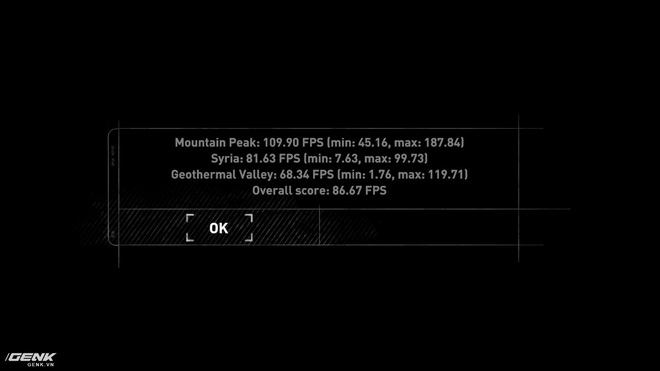 Mountain Peak: 109.90 FPS (min: 45.16, max: 187.84)
Syria: 81.63 FPS (min: 7.63, max: 99.73)
Geothermal Valley: 68.34 FPS (min: 1.76, max: 119.71)
Overall score: 86.67 FPS
OK
GENK
GENK.VN